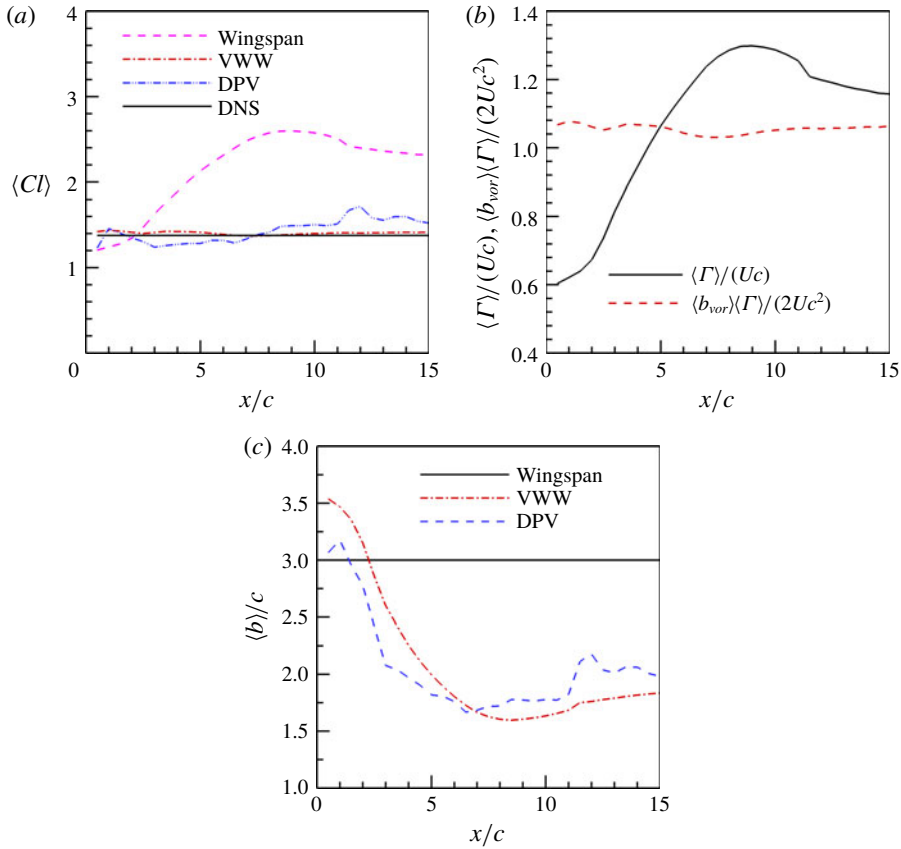 (a)
4
3
2
1
0
5
10
15
⟨Cl⟩
x/c
Wingspan
VWW
DPV
DNS
(b)
1.4
1.2
1.0
0.8
0.6
0.4
0
5
10
15
⟨Γ⟩/(Uc), ⟨b_vor⟩⟨Γ⟩/(2Uc²)
x/c
⟨Γ⟩/(Uc)
⟨b_vor⟩⟨Γ⟩/(2Uc²)
(c)
4.0
3.5
3.0
2.5
2.0
1.5
1.0
0
5
10
15
⟨b⟩/c
x/c
Wingspan
VWW
DPV